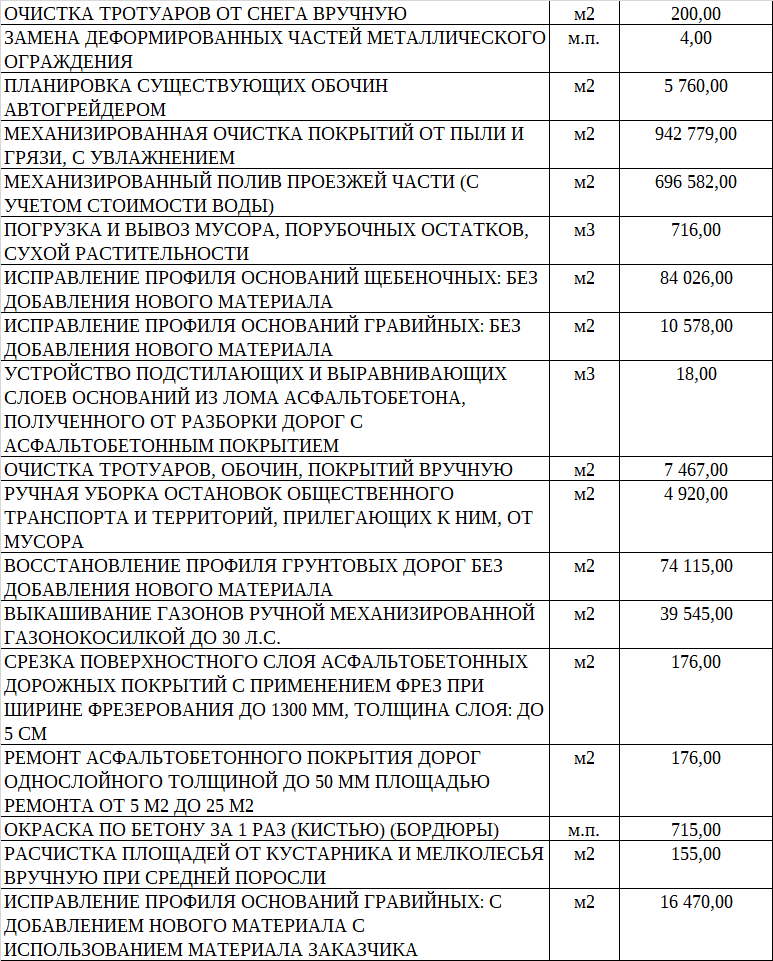 ОЧИСТКА ТРОТУАРОВ ОТ СНЕГА ВРУЧНУЮ м2 200,00
ЗАМЕНА ДЕФОРМИРОВАННЫХ ЧАСТЕЙ МЕТАЛЛИЧЕСКОГО м.п. 4,00
ОГРАЖДЕНИЯ
ПЛАНИРОВКА СУЩЕСТВУЮЩИХ ОБОЧИН м2 5 760,00
АВТОГРЕЙДЕРОМ
МЕХАНИЗИРОВАННАЯ ОЧИСТКА ПОКРЫТИЙ ОТ ПЫЛИ И м2 942 779,00
ГРЯЗИ, С УВЛАЖНЕНИЕМ
МЕХАНИЗИРОВАННЫЙ ПОЛИВ ПРОЕЗЖЕЙ ЧАСТИ (С м2 696 582,00
УЧЕТОМ СТОИМОСТИ ВОДЫ)
ПОГРУЗКА И ВЫВОЗ МУСОРА, ПОРУБОЧНЫХ ОСТАТКОВ, м3 716,00
СУХОЙ РАСТИТЕЛЬНОСТИ
ИСПРАВЛЕНИЕ ПРОФИЛЯ ОСНОВАНИЙ ЩЕБЕНОЧНЫХ: БЕЗ м2 84 026,00
ДОБАВЛЕНИЯ НОВОГО МАТЕРИАЛА
ИСПРАВЛЕНИЕ ПРОФИЛЯ ОСНОВАНИЙ ГРАВИЙНЫХ: БЕЗ м2 10 578,00
ДОБАВЛЕНИЯ НОВОГО МАТЕРИАЛА
УСТРОЙСТВО ПОДСТИЛАЮЩИХ И ВЫРАВНИВАЮЩИХ м3 18,00
СЛОЕВ ОСНОВАНИЙ ИЗ ЛОМА АСФАЛЬТОБЕТОНА,
ПОЛУЧЕННОГО ОТ РАЗБОРКИ ДОРОГ С
АСФАЛЬТОБЕТОННЫМ ПОКРЫТИЕМ
ОЧИСТКА ТРОТУАРОВ, ОБОЧИН, ПОКРЫТИЙ ВРУЧНУЮ м2 7 467,00
РУЧНАЯ УБОРКА ОСТАНОВОК ОБЩЕСТВЕННОГО м2 4 920,00
ТРАНСПОРТА И ТЕРРИТОРИЙ, ПРИЛЕГАЮЩИХ К НИМ, ОТ
МУСОРА
ВОССТАНОВЛЕНИЕ ПРОФИЛЯ ГРУНТОВЫХ ДОРОГ БЕЗ м2 74 115,00
ДОБАВЛЕНИЯ НОВОГО МАТЕРИАЛА
ВЫКАШИВАНИЕ ГАЗОНОВ РУЧНОЙ МЕХАНИЗИРОВАННОЙ м2 39 545,00
ГАЗОНОКОСИЛКОЙ ДО 30 Л.С.
СРЕЗКА ПОВЕРХНОСТНОГО СЛОЯ АСФАЛЬТОБЕТОННЫХ м2 176,00
ДОРОЖНЫХ ПОКРЫТИЙ С ПРИМЕНЕНИЕМ ФРЕЗ ПРИ
ШИРИНЕ ФРЕЗЕРОВАНИЯ ДО 1300 ММ, ТОЛЩИНА СЛОЯ: ДО
5 СМ
РЕМОНТ АСФАЛЬТОБЕТОННОГО ПОКРЫТИЯ ДОРОГ м2 176,00
ОДНОСЛОЙНОГО ТОЛЩИНОЙ ДО 50 ММ ПЛОЩАДЬЮ
РЕМОНТА ОТ 5 М2 ДО 25 М2
ОКРАСКА ПО БЕТОНУ ЗА 1 РАЗ (КИСТЬЮ) (БОРДЮРЫ) м.п. 715,00
РАСЧИСТКА ПЛОЩАДЕЙ ОТ КУСТАРНИКА И МЕЛКОЛЕСЬЯ м2 155,00
ВРУЧНУЮ ПРИ СРЕДНЕЙ ПОРОСЛИ
ИСПРАВЛЕНИЕ ПРОФИЛЯ ОСНОВАНИЙ ГРАВИЙНЫХ: С м2 16 470,00
ДОБАВЛЕНИЕМ НОВОГО МАТЕРИАЛА С
ИСПОЛЬЗОВАНИЕМ МАТЕРИАЛА ЗАКАЗЧИКА